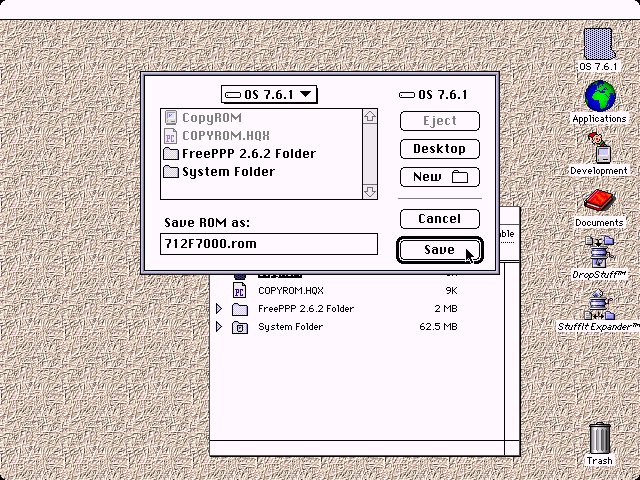 OS 7.6.1
OS 7.6.1
CopyROM
COPYROM.HQX
FreePPP 2.6.2 Folder
System Folder
Eject
Desktop
New
Cancel
Save
Save ROM as:
712F7000.rom
COPYROM.HQX 9K
FreePPP 2.6.2 Folder 2 MB
System Folder 62.5 MB
PC
PC
OS 7.6.1
Applications
Development
Documents
DropStuff™
StuffIt Expander™
Trash